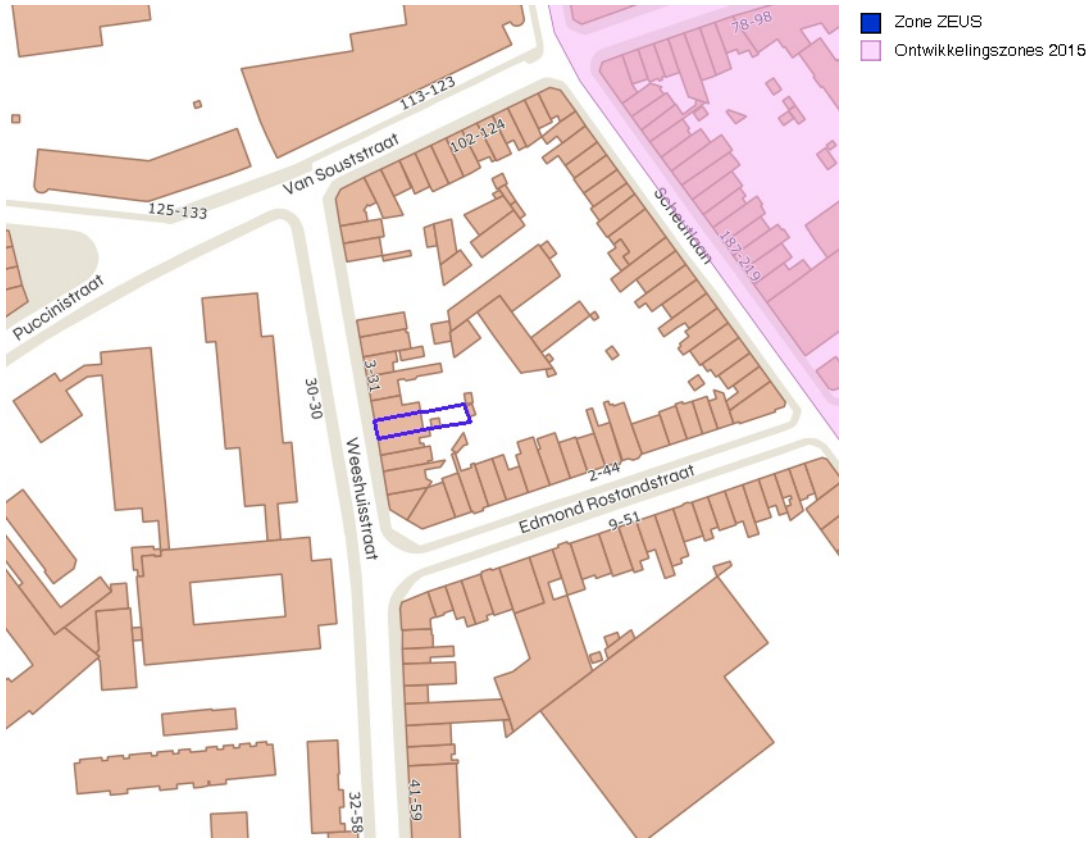 Zone ZEUS
Ontwikkelingszones 2015
78-98
113-123
102-124
Van Souststraat
125-133
Scheutlaan
187-219
Puccinistraat
3-31
30-30
Weeshuisstraat
2-44
Edmond Rostandstraat
9-51
32-58
41-59